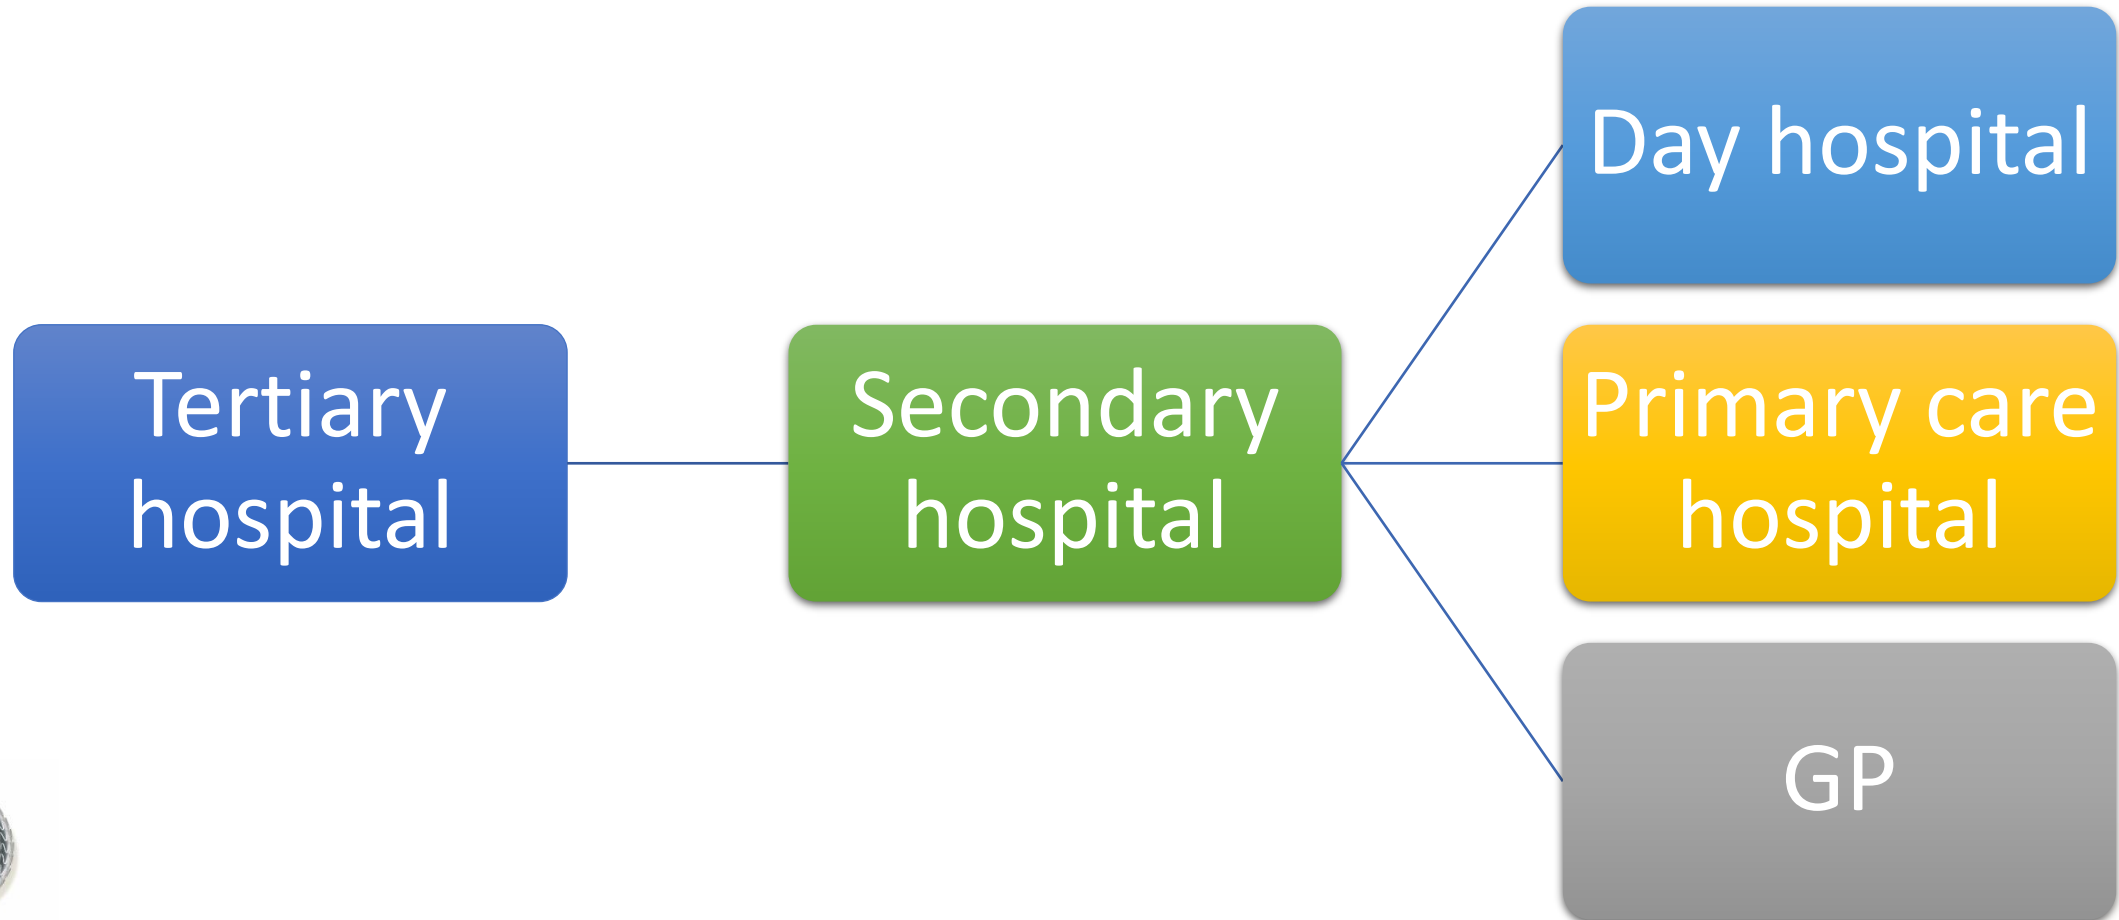 Tertiary
hospital
Secondary
hospital
Day hospital
Primary care
hospital
GP